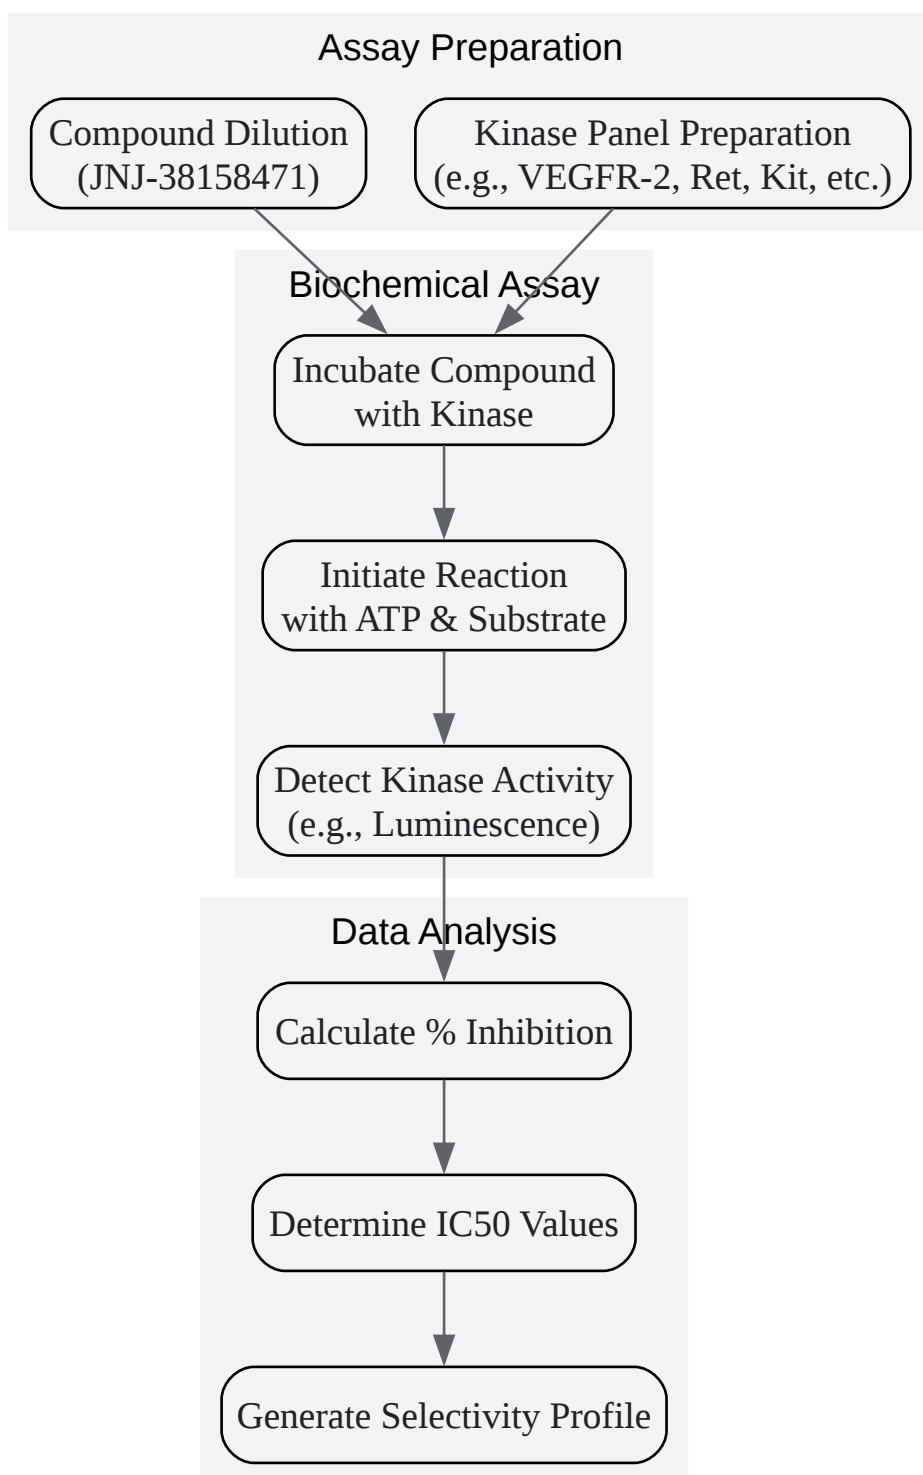 Assay Preparation
Compound Dilution
(JNJ-38158471)
Kinase Panel Preparation
(e.g., VEGFR-2, Ret, Kit, etc.)
Biochemical Assay
Incubate Compound
with Kinase
Initiate Reaction
with ATP & Substrate
Detect Kinase Activity
(e.g., Luminescence)
Data Analysis
Calculate % Inhibition
Determine IC50 Values
Generate Selectivity Profile